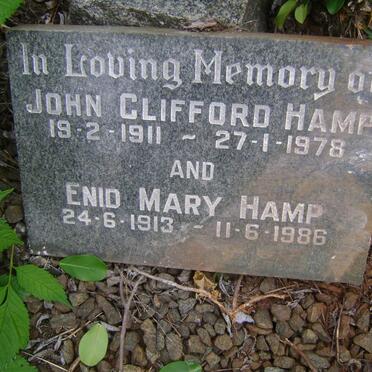 In Loving Memory of
JOHN CLIFFORD HAMP
19-2-1911 ~ 27-1-1978
AND
ENID MARY HAMP
24-6-1913 ~ 11-6-1986